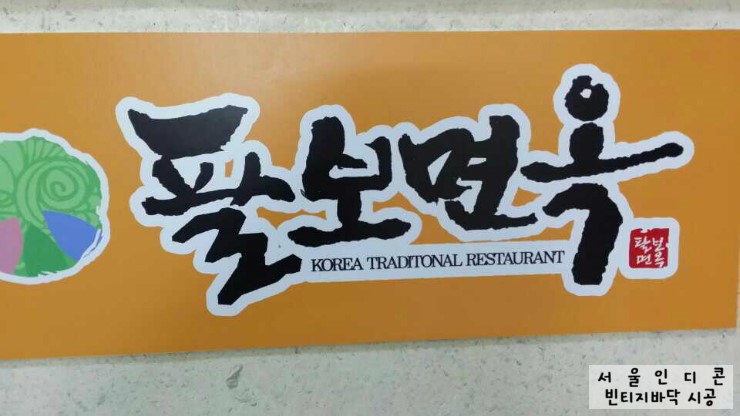 팔보면옥
KOREA TRADITONAL RESTAURANT
팔보
면옥
서 울 인 디 콘
빈티지바닥 시공